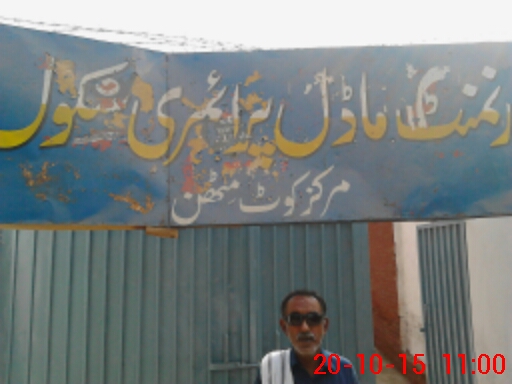 رنمنٹ ماڈل پرائمری سکول
مرکز کوٹ مٹھن
20-10-15 11:00